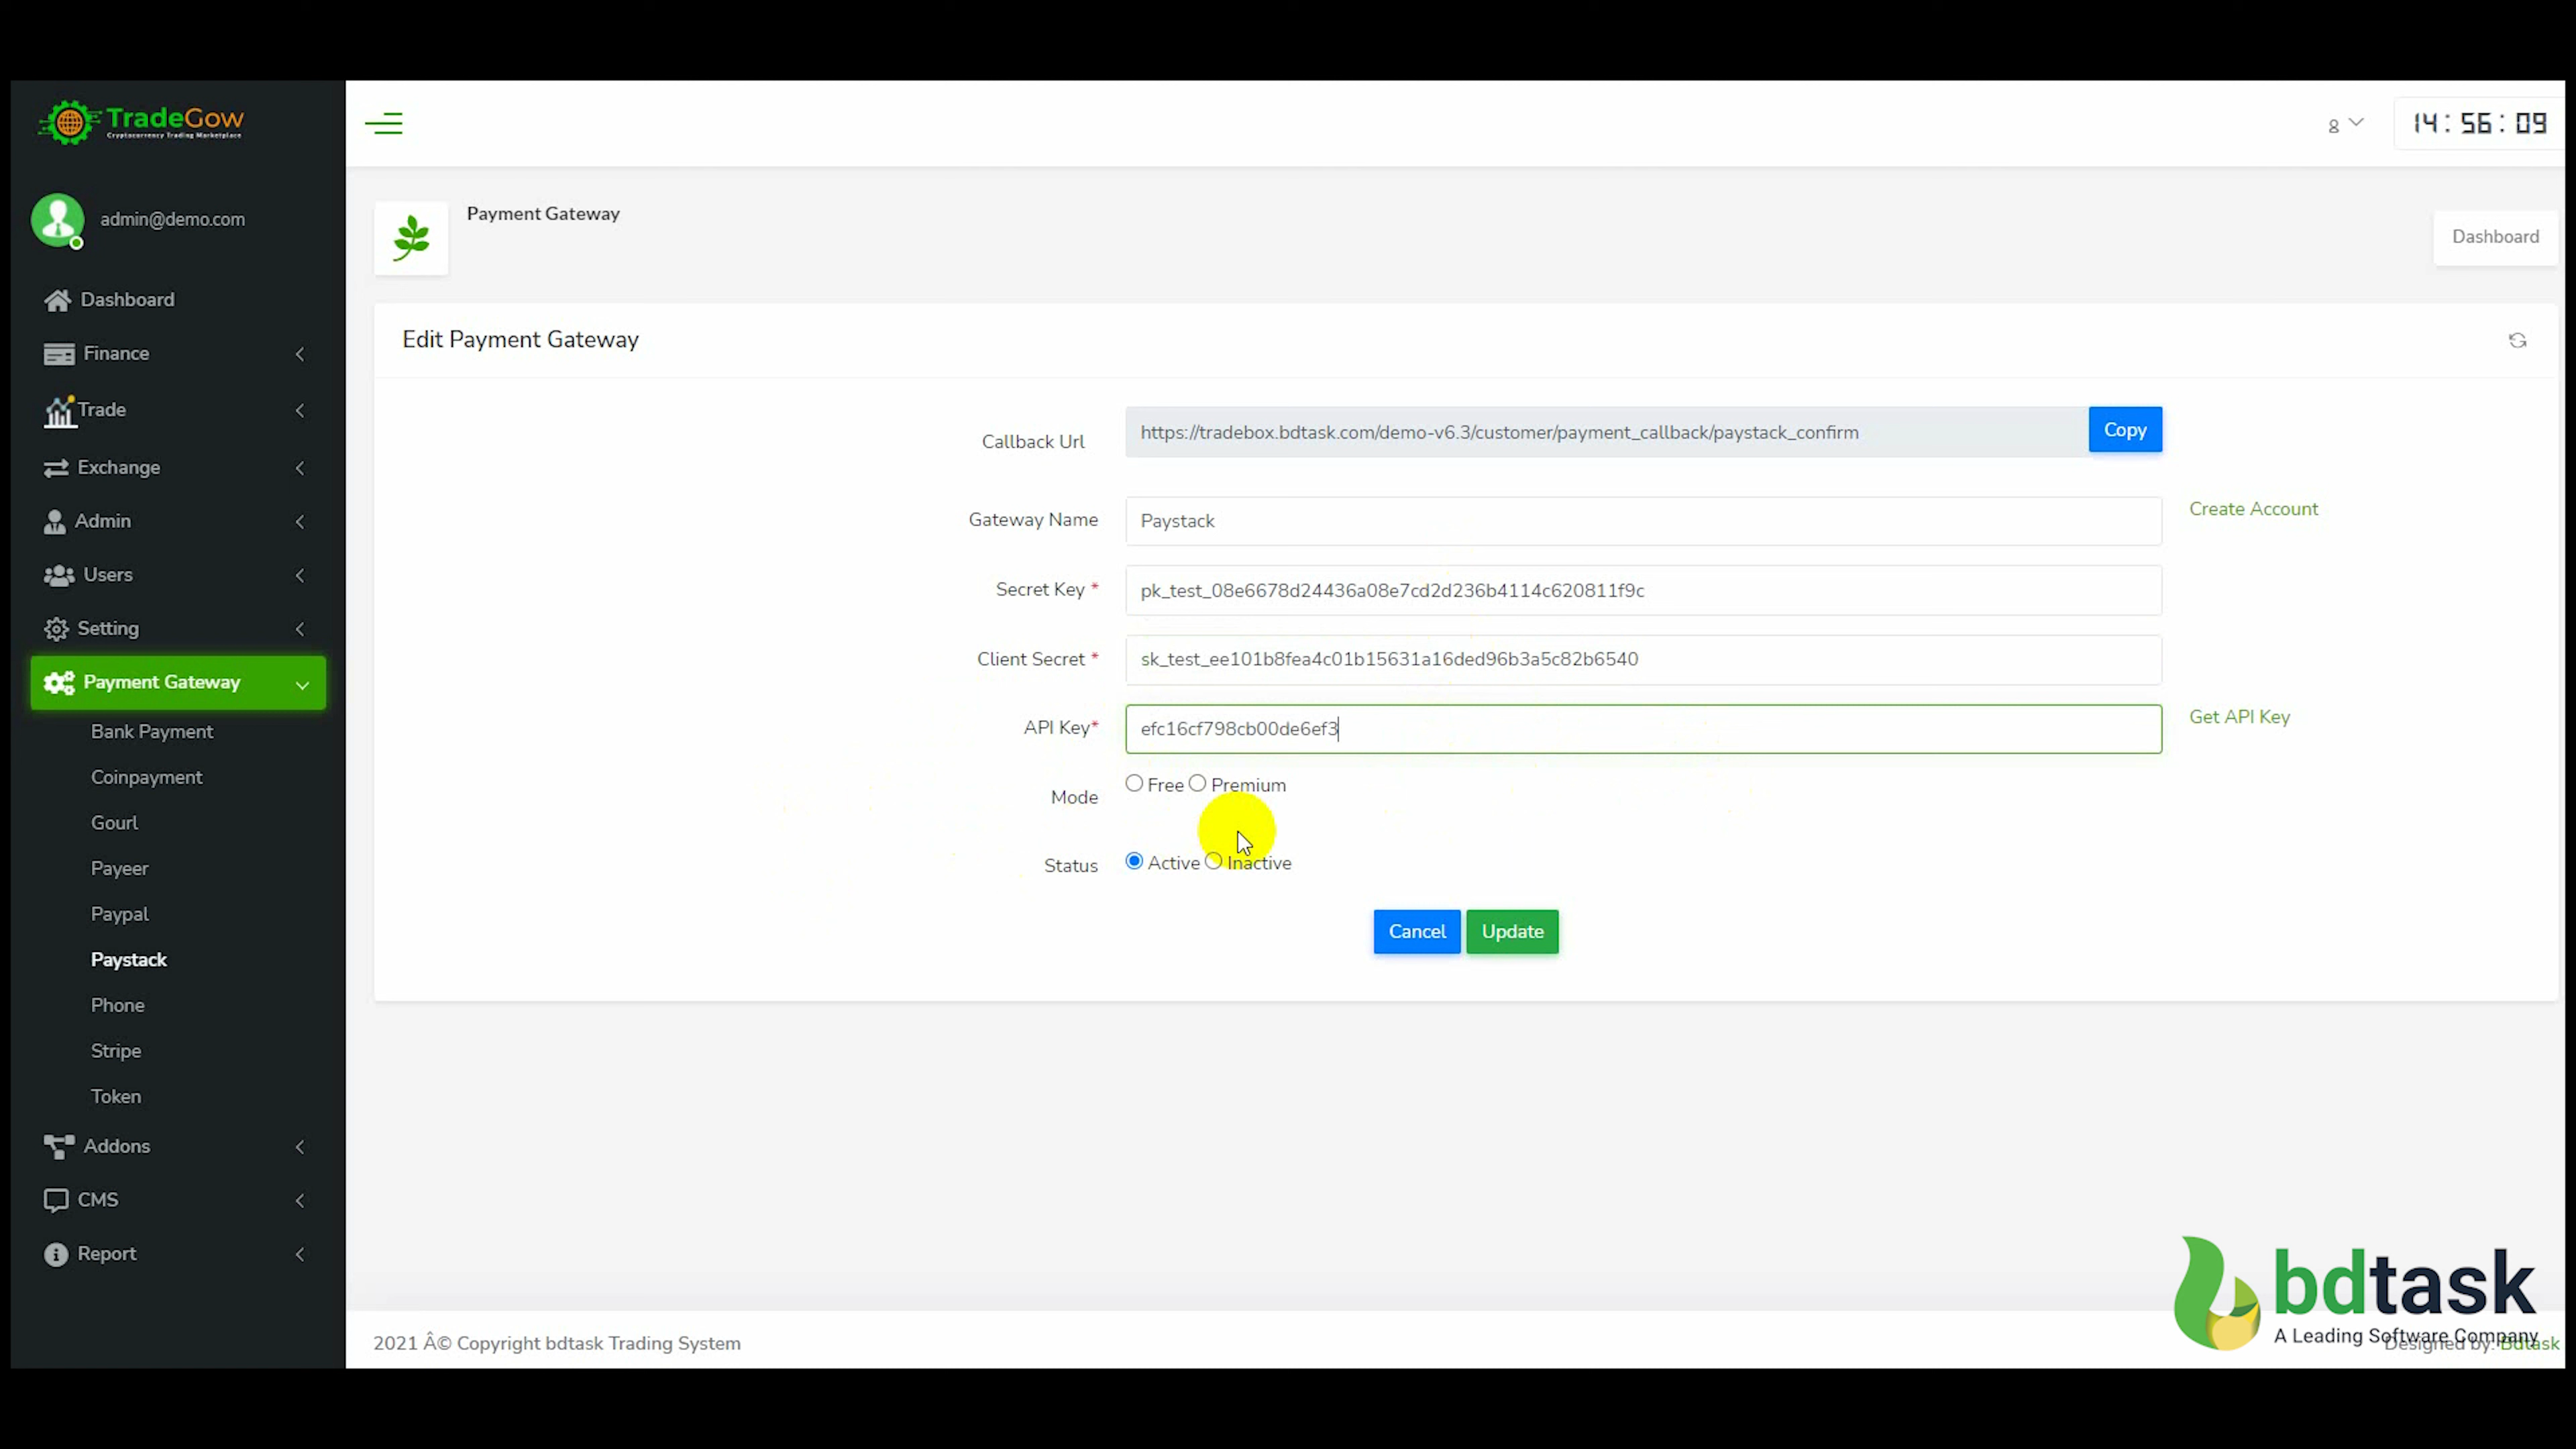 TradeGow
Cryptocurrency Trading Marketplace
14:56:09
admin@demo.com
Payment Gateway
Dashboard
Dashboard
Finance
Trade
Exchange
Admin
Users
Setting
Payment Gateway
Bank Payment
Coinpayment
Gourl
Payeer
Paypal
Paystack
Phone
Stripe
Token
Addons
CMS
Report
Edit Payment Gateway
Callback Url https://tradebox.bdtask.com/demo-v6.3/customer/payment_callback/paystack_confirm Copy
Gateway Name Paystack Create Account
Secret Key * pk_test_08e6678d24436a08e7cd2d236b4114c620811f9c
Client Secret * sk_test_ee101b8fea4c01b15631a16ded96b3a5c82b6540
API Key* efc16cf798cb00de6ef3 Get API Key
Mode Free Premium
Status Active Inactive
Cancel Update
bdtask
A Leading Software Company
2021 Â© Copyright bdtask Trading System
Designed by: Bdtask